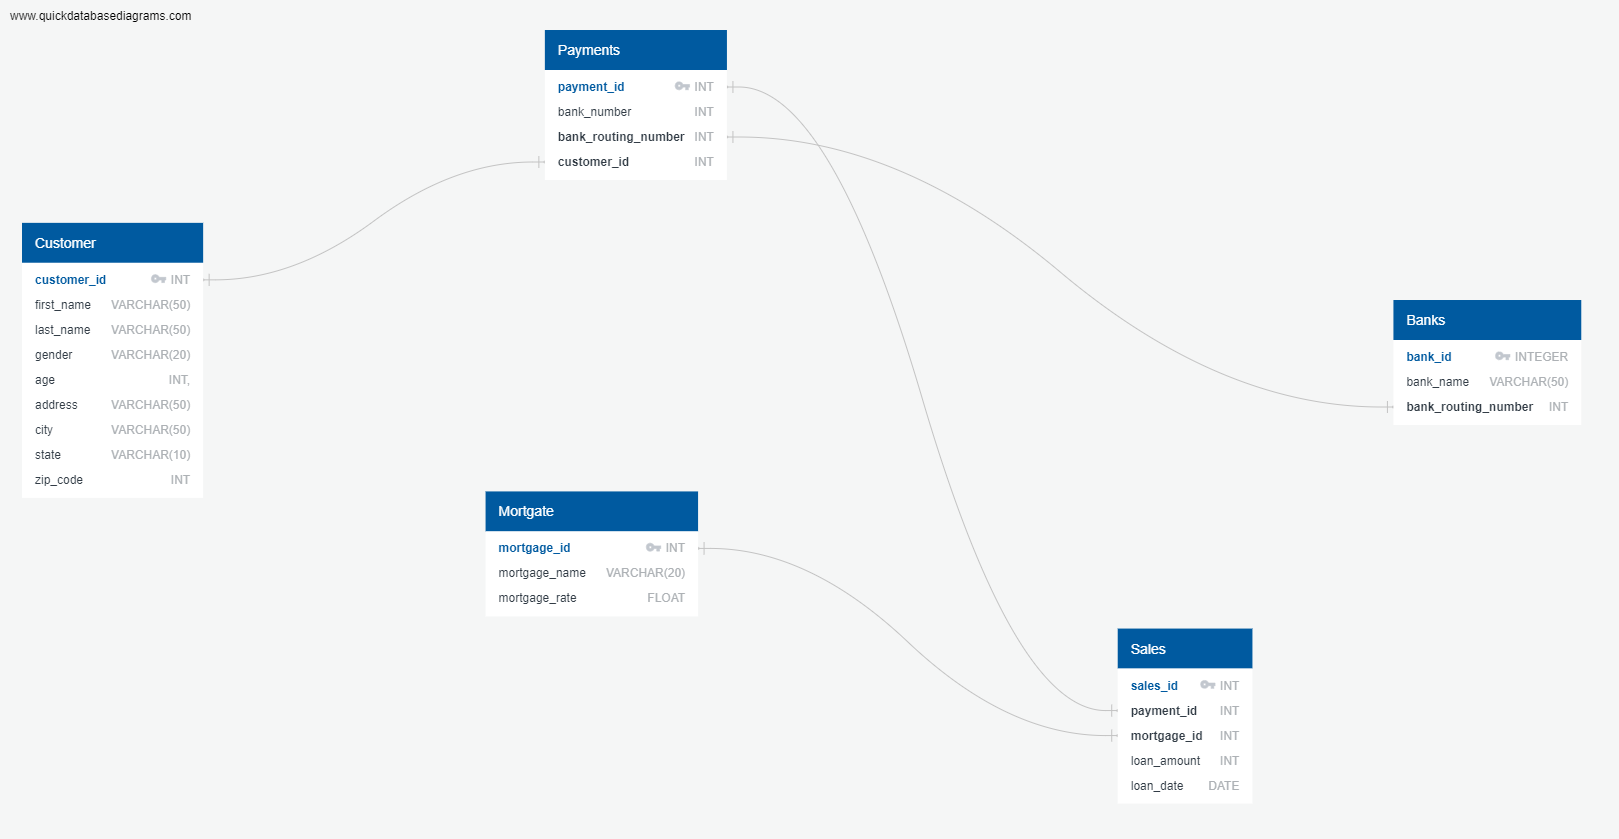 www.quickdatabasediagrams.com
Payments
payment_id INT
bank_number INT
bank_routing_number INT
customer_id INT
Customer
customer_id INT
first_name VARCHAR(50)
last_name VARCHAR(50)
gender VARCHAR(20)
age INT,
address VARCHAR(50)
city VARCHAR(50)
state VARCHAR(10)
zip_code INT
Banks
bank_id INTEGER
bank_name VARCHAR(50)
bank_routing_number INT
Mortgate
mortgage_id INT
mortgage_name VARCHAR(20)
mortgage_rate FLOAT
Sales
sales_id INT
payment_id INT
mortgage_id INT
loan_amount INT
loan_date DATE